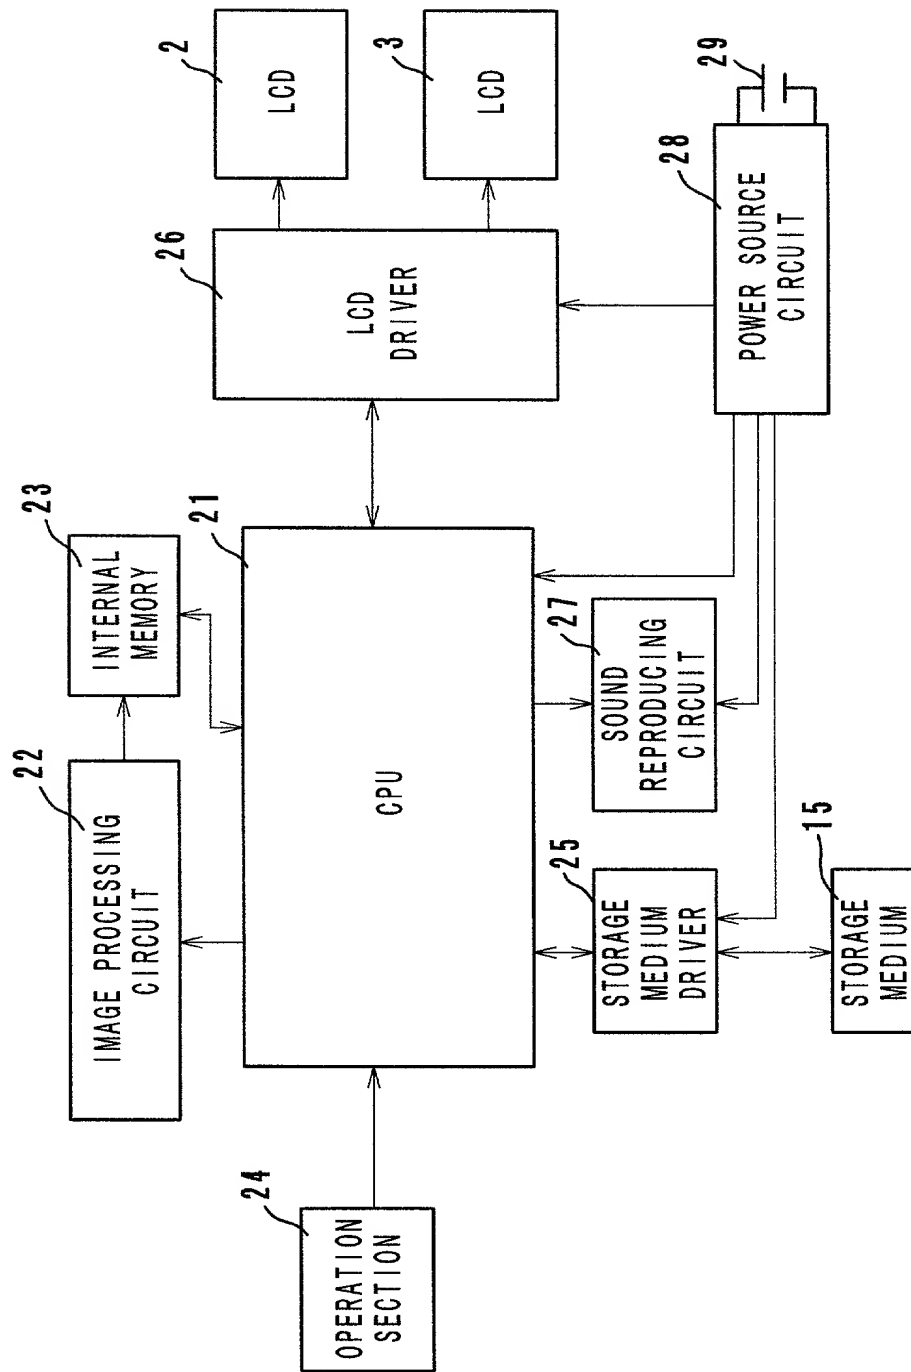 22
IMAGE PROCESSING
CIRCUIT
23
INTERNAL
MEMORY
24
OPERATION
SECTION
21
CPU
26
LCD
DRIVER
2
LCD
3
LCD
25
STORAGE
MEDIUM
DRIVER
27
SOUND
REPRODUCING
CIRCUIT
15
STORAGE
MEDIUM
28
POWER SOURCE
CIRCUIT
29